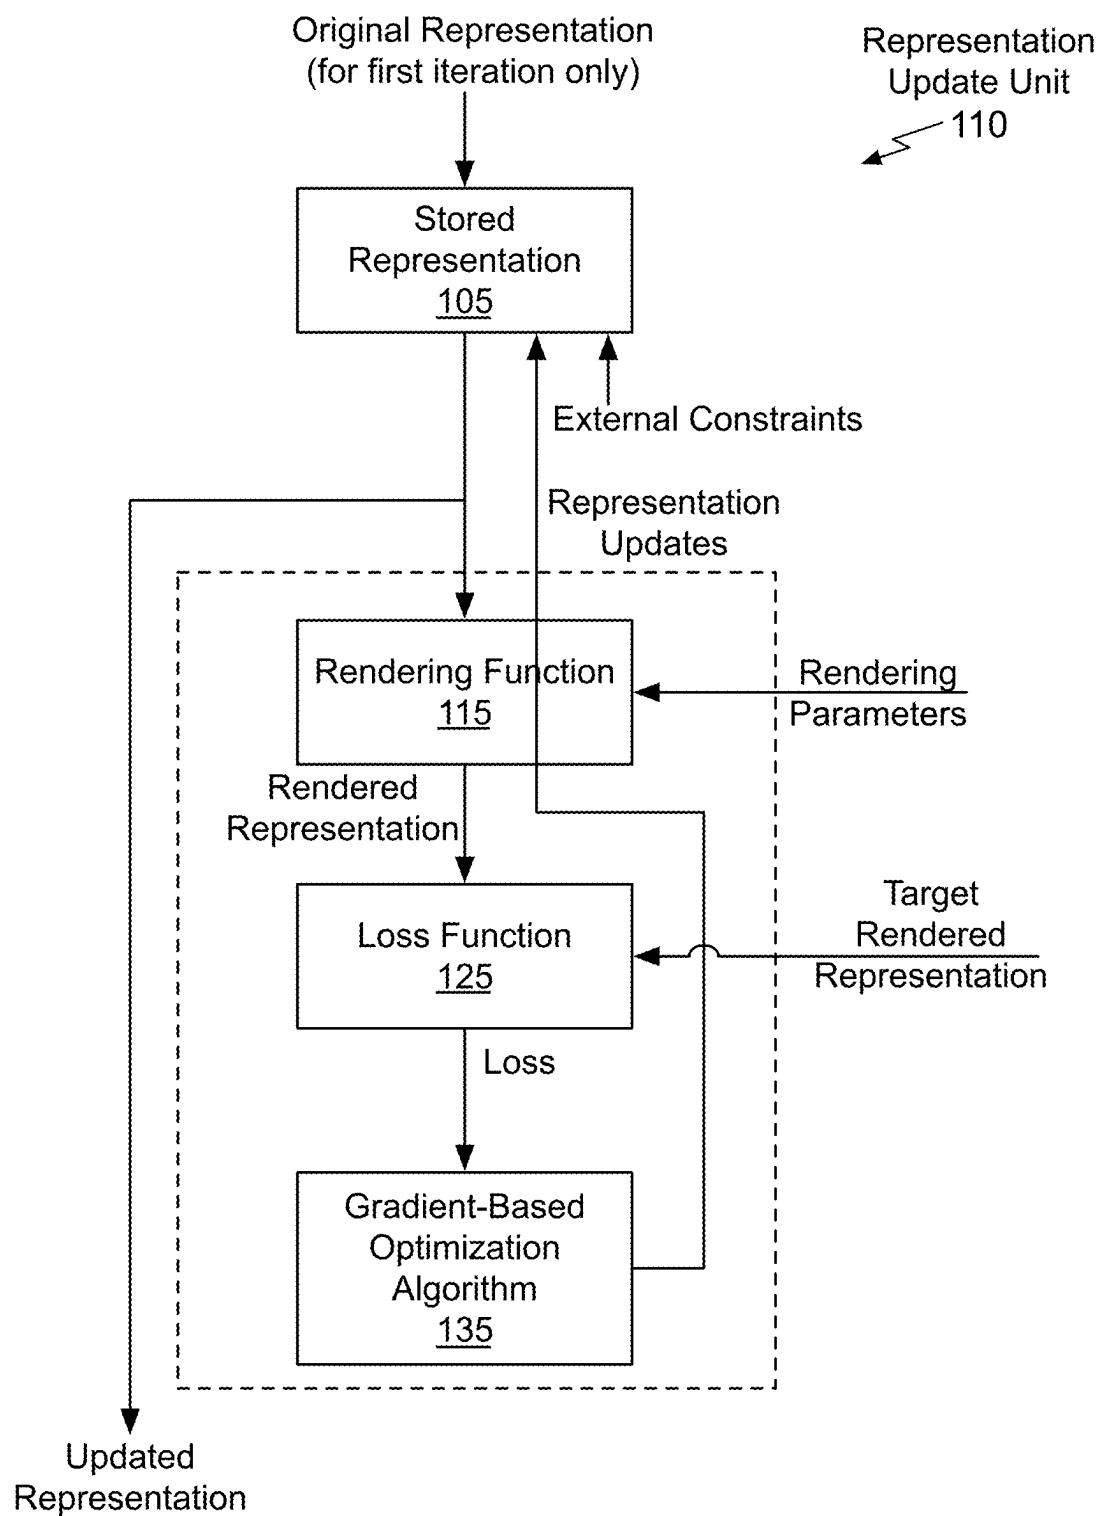 Original Representation
(for first iteration only)
Representation
Update Unit
110
Stored
Representation
105
External Constraints
Representation
Updates
Rendering Function
115
Rendering
Parameters
Rendered
Representation
Loss Function
125
Target
Rendered
Representation
Loss
Gradient-Based
Optimization
Algorithm
135
Updated
Representation